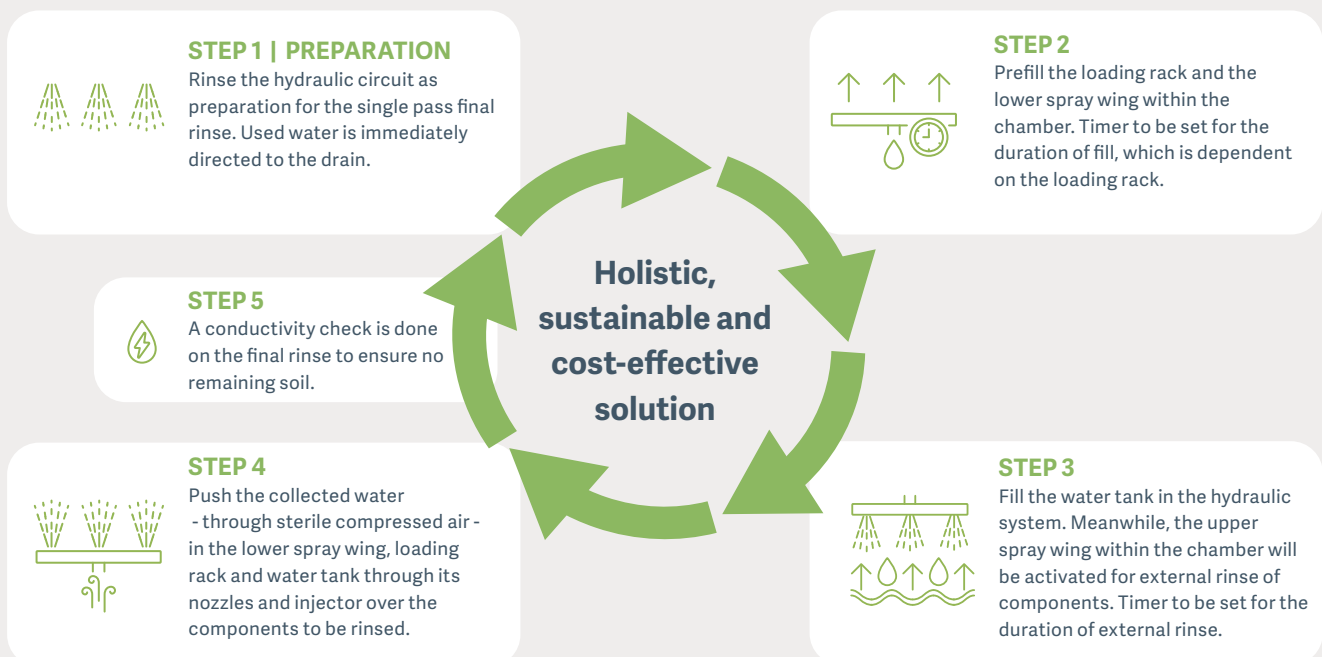 STEP 1 | PREPARATION
Rinse the hydraulic circuit as
preparation for the single pass final
rinse. Used water is immediately
directed to the drain.
STEP 2
Prefill the loading rack and the
lower spray wing within the
chamber. Timer to be set for the
duration of fill, which is dependent
on the loading rack.
Holistic,
sustainable and
cost-effective
solution
STEP 5
A conductivity check is done
on the final rinse to ensure no
remaining soil.
STEP 4
Push the collected water
- through sterile compressed air -
in the lower spray wing, loading
rack and water tank through its
nozzles and injector over the
components to be rinsed.
STEP 3
Fill the water tank in the hydraulic
system. Meanwhile, the upper
spray wing within the chamber will
be activated for external rinse of
components. Timer to be set for the
duration of external rinse.